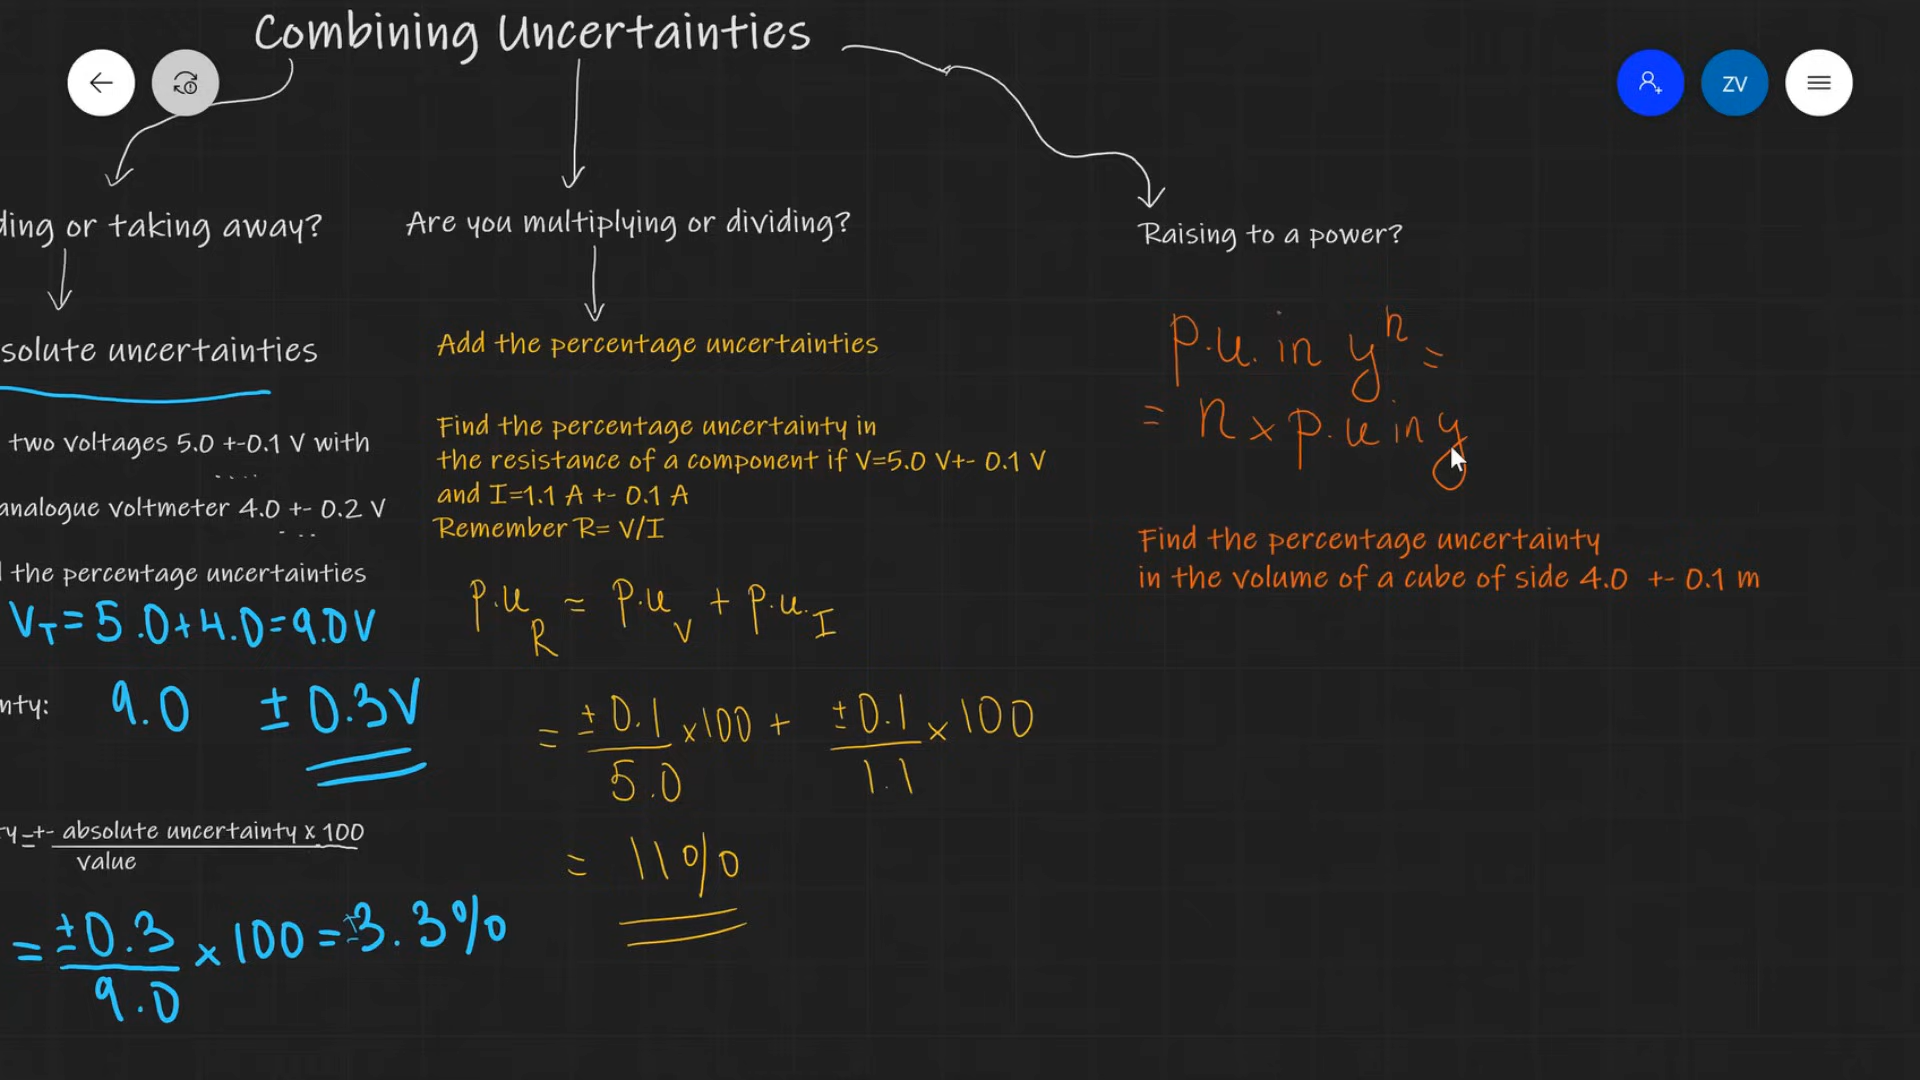 Combining Uncertainties
ZV
ding or taking away?
Are you multiplying or dividing?
Raising to a power?
solute uncertainties
two voltages 5.0 +-0.1 V with
analogue voltmeter 4.0 +- 0.2 V
the percentage uncertainties
V_T = 5.0+4.0=9.0V
nty: 9.0 ± 0.3V
ty =+- absolute uncertainty x 100
value
= ±0.3 x 100 = ±3.3%
9.0
Add the percentage uncertainties
Find the percentage uncertainty in
the resistance of a component if V=5.0 V+- 0.1 V
and I=1.1 A +- 0.1 A
Remember R= V/I
p.u_R = p.u_V + p.u._I
= ±0.1 x100 + ±0.1 x 100
5.0 1.1
= 11%
p.u. in yⁿ =
= n x p.u in y
Find the percentage uncertainty
in the volume of a cube of side 4.0 +- 0.1 m